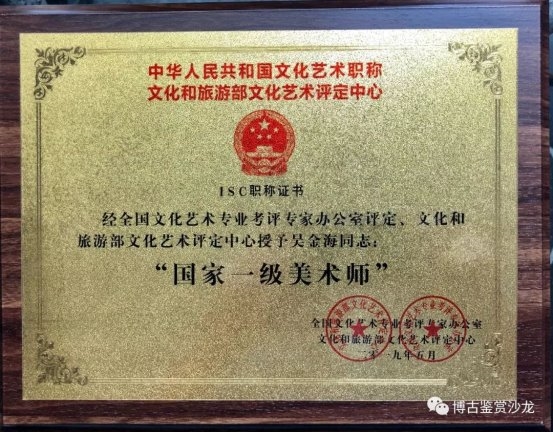 中华人民共和国文化艺术职称
文化和旅游部文化艺术评定中心
ISC职称证书
经全国文化艺术专业考评专家办公室评定、文化和
旅游部文化艺术评定中心授予吴金海同志：
“国家一级美术师”
全国文化艺术专业考评专家办公室
文化和旅游部文化艺术评定中心
二零一九年五月
博古鉴赏沙龙